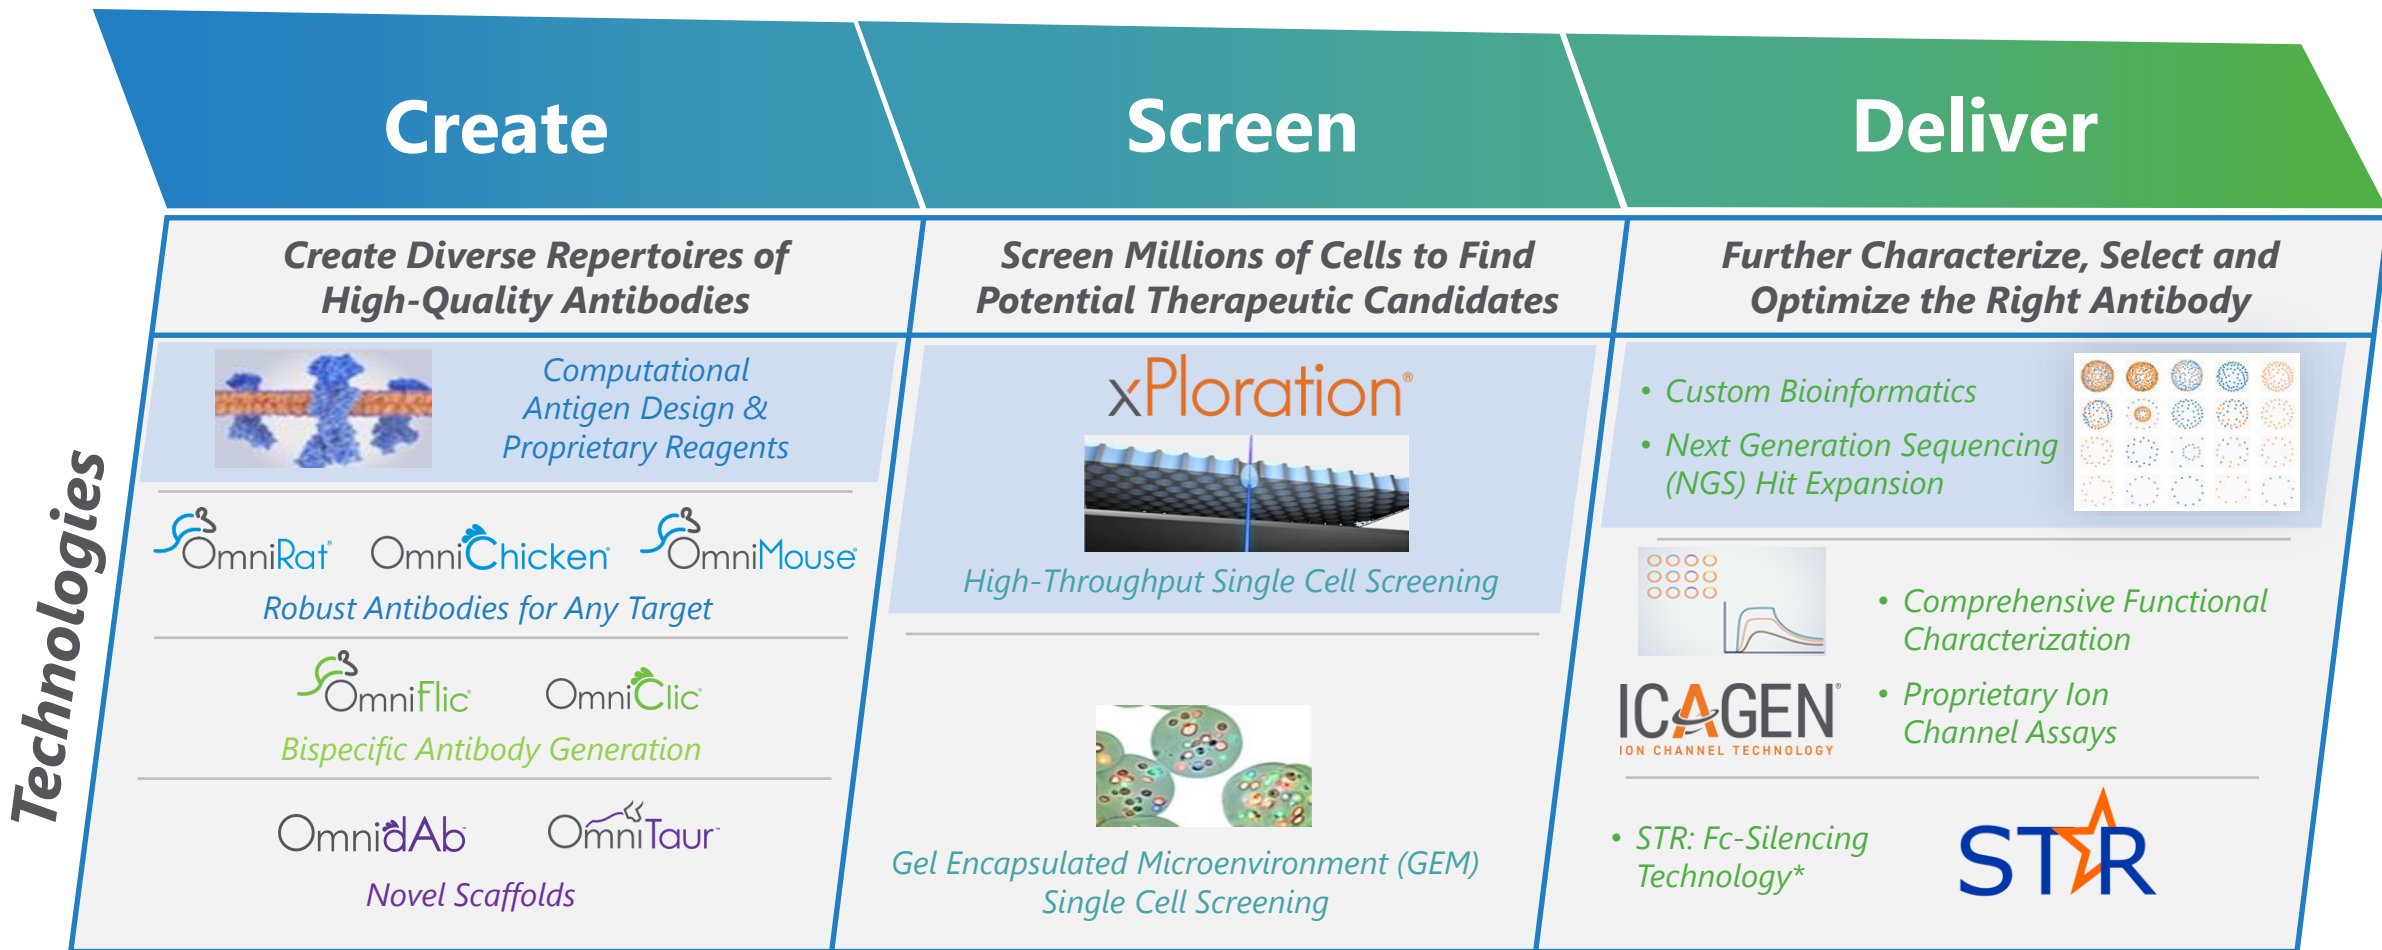 Create
Screen
Deliver
Technologies
Create Diverse Repertoires of
High-Quality Antibodies
Computational
Antigen Design &
Proprietary Reagents
OmniRat®
OmniChicken®
OmniMouse®
Robust Antibodies for Any Target
OmniFlic®
OmniClic®
Bispecific Antibody Generation
OmnidAb™
OmniTaur™
Novel Scaffolds
Screen Millions of Cells to Find
Potential Therapeutic Candidates
xPloration®
High-Throughput Single Cell Screening
Gel Encapsulated Microenvironment (GEM)
Single Cell Screening
Further Characterize, Select and
Optimize the Right Antibody
• Custom Bioinformatics
• Next Generation Sequencing
(NGS) Hit Expansion
• Comprehensive Functional
Characterization
ICAGEN®
ION CHANNEL TECHNOLOGY
• Proprietary Ion
Channel Assays
• STR: Fc-Silencing
Technology*
STR